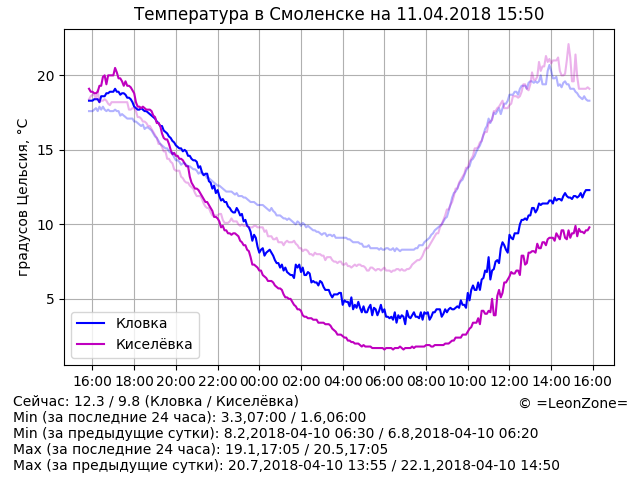 Температура в Смоленске на 11.04.2018 15:50
градусов Цельсия, °C
20
15
10
5
Кловка
Киселёвка
16:00 18:00 20:00 22:00 00:00 02:00 04:00 06:00 08:00 10:00 12:00 14:00 16:00
Сейчас: 12.3 / 9.8 (Кловка / Киселёвка)
© =LeonZone=
Min (за последние 24 часа): 3.3,07:00 / 1.6,06:00
Min (за предыдущие сутки): 8.2,2018-04-10 06:30 / 6.8,2018-04-10 06:20
Max (за последние 24 часа): 19.1,17:05 / 20.5,17:05
Max (за предыдущие сутки): 20.7,2018-04-10 13:55 / 22.1,2018-04-10 14:50